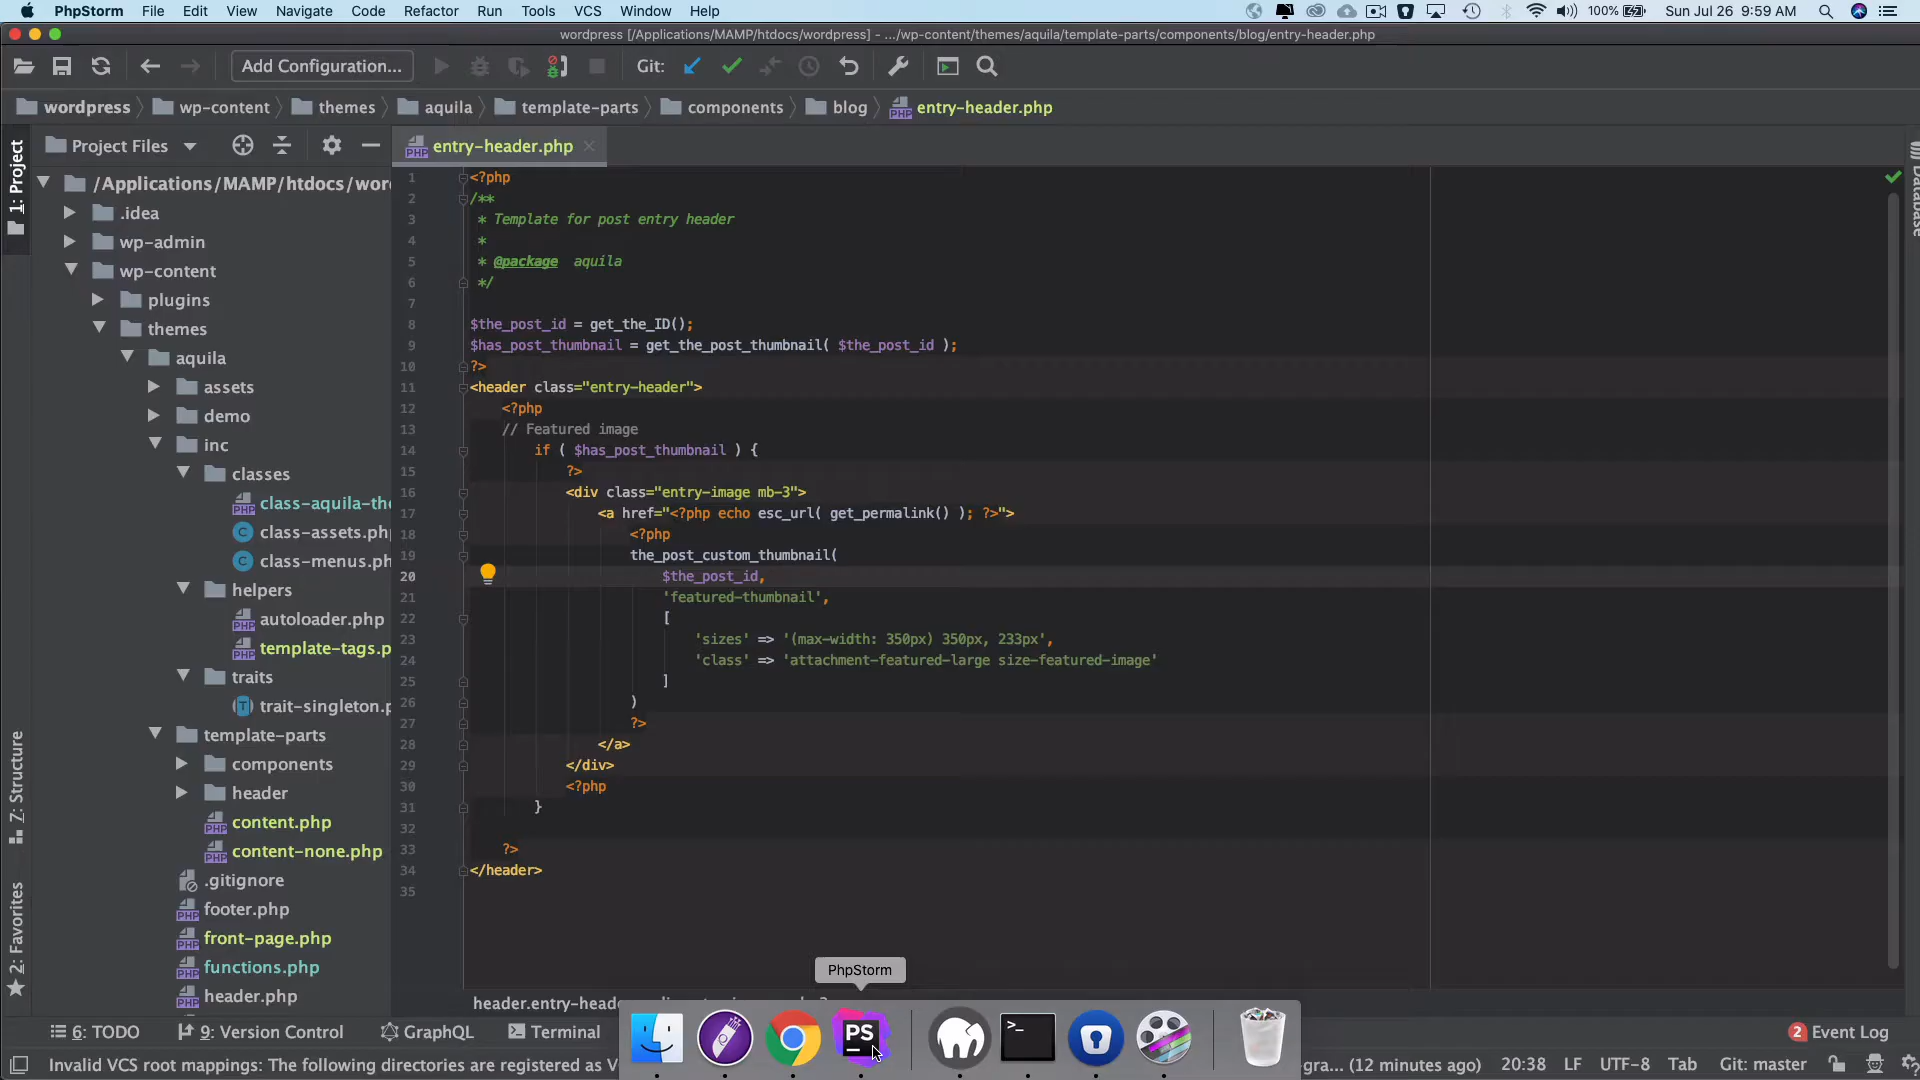 PhpStorm File Edit View Navigate Code Refactor Run Tools VCS Window Help 100% Sun Jul 26 9:59 AM
wordpress [/Applications/MAMP/htdocs/wordpress] - .../wp-content/themes/aquila/template-parts/components/blog/entry-header.php
Add Configuration... Git:
wordpress wp-content themes aquila template-parts components blog entry-header.php
1: Project
Project Files
entry-header.php
Database
/Applications/MAMP/htdocs/wor
.idea
wp-admin
wp-content
plugins
themes
aquila
assets
demo
inc
classes
class-aquila-the
class-assets.php
class-menus.ph
helpers
autoloader.php
template-tags.p
traits
trait-singleton.p
template-parts
components
header
content.php
content-none.php
.gitignore
footer.php
front-page.php
functions.php
header.php
Z: Structure
2: Favorites
1 <?php
2 /**
3 * Template for post entry header
4 *
5 * @package aquila
6 */
7
8 $the_post_id = get_the_ID();
9 $has_post_thumbnail = get_the_post_thumbnail( $the_post_id );
10 ?>
11 <header class="entry-header">
12 <?php
13 // Featured image
14 if ( $has_post_thumbnail ) {
15 ?>
16 <div class="entry-image mb-3">
17 <a href="<?php echo esc_url( get_permalink() ); ?>">
18 <?php
19 the_post_custom_thumbnail(
20 $the_post_id,
21 'featured-thumbnail',
22 [
23 'sizes' => '(max-width: 350px) 350px, 233px',
24 'class' => 'attachment-featured-large size-featured-image'
25 ]
26 )
27 ?>
28 </a>
29 </div>
30 <?php
31 }
32
33 ?>
34 </header>
35
PhpStorm
header.entry-heade
PS
>_
6: TODO 9: Version Control GraphQL Terminal 2 Event Log
Invalid VCS root mappings: The following directories are registered as V gra... (12 minutes ago) 20:38 LF UTF-8 Tab Git: master